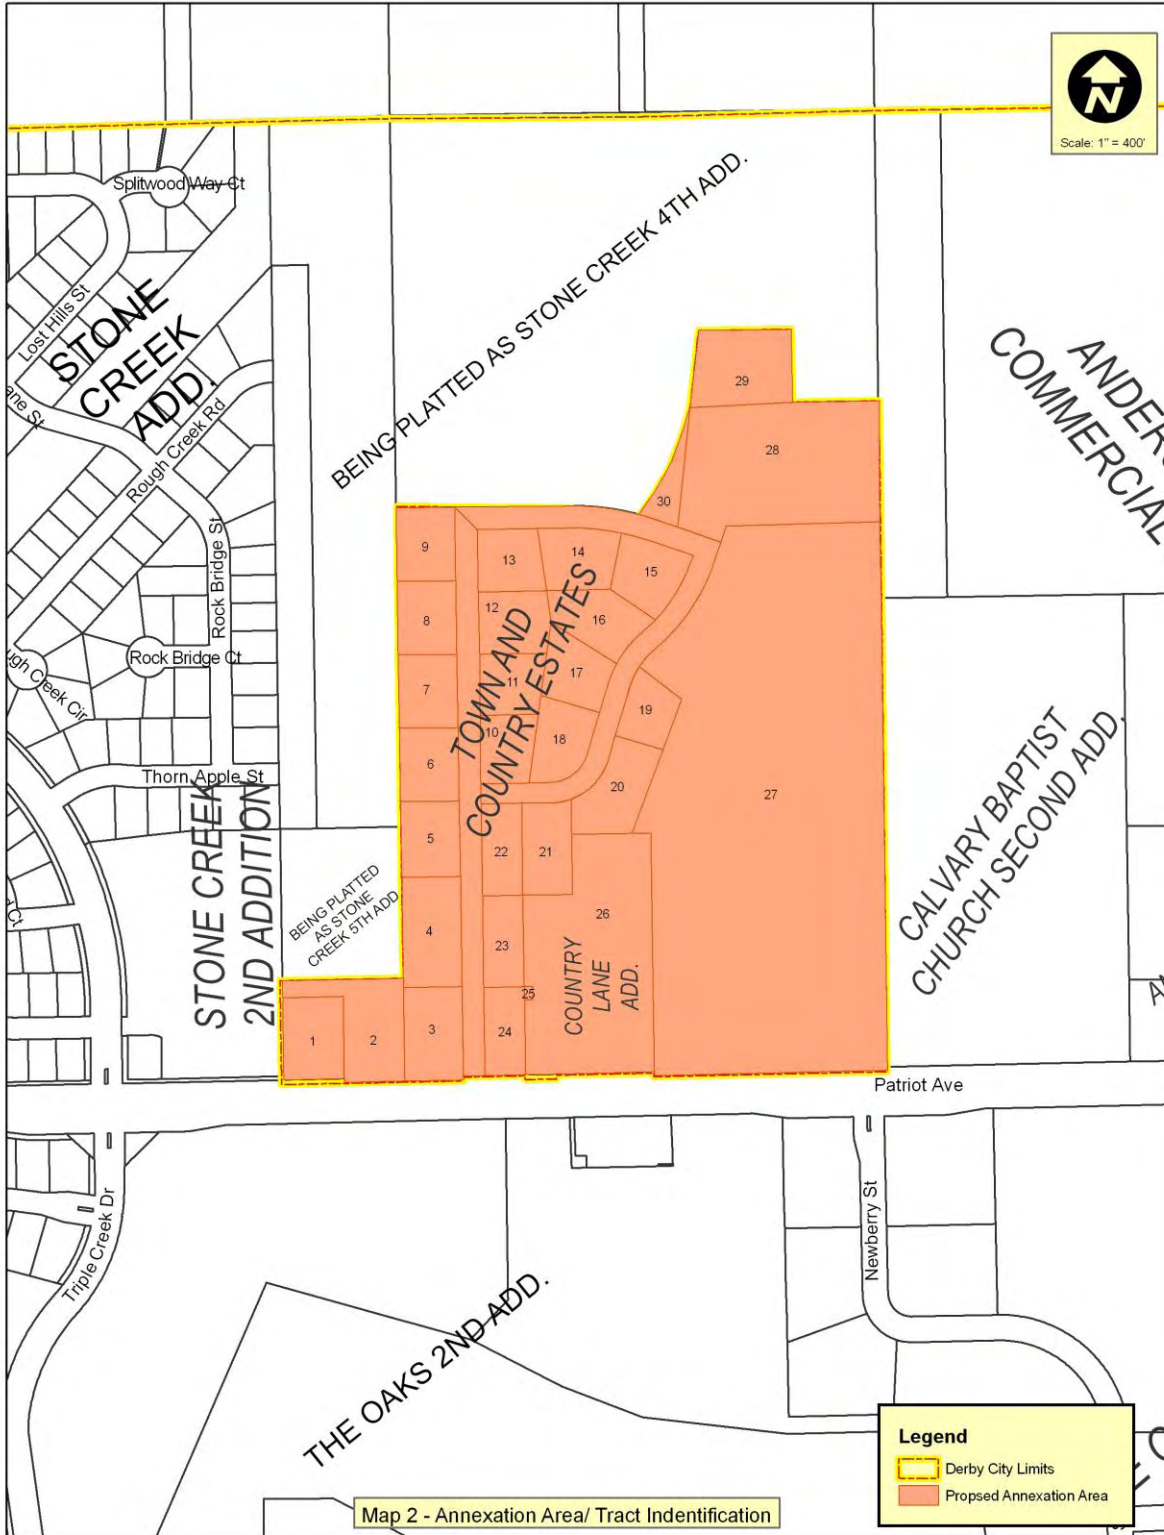 N
Scale: 1" = 400'
Splitwood Way Ct
Lost Hills St
STONE
CREEK
ADD.
Rough Creek Rd
Rock Bridge St
Rock Bridge Ct
Thorn Apple St
STONE CREEK
2ND ADDITION
BEING PLATTED AS STONE CREEK 4TH ADD.
BEING PLATTED
AS STONE
CREEK 5TH ADD
COMMERCIAL
29
28
30
9
13
14
15
8
12
16
7
11
17
TOWN AND
COUNTRY ESTATES
19
6
10
18
20
27
5
22
21
4
23
26
COUNTRY
LANE
ADD.
25
1
2
3
24
CALVARY BAPTIST
CHURCH SECOND ADD.
Patriot Ave
Triple Creek Dr
Newberry St
THE OAKS 2ND ADD.
Legend
Derby City Limits
Propsed Annexation Area
Map 2 - Annexation Area/ Tract Indentification